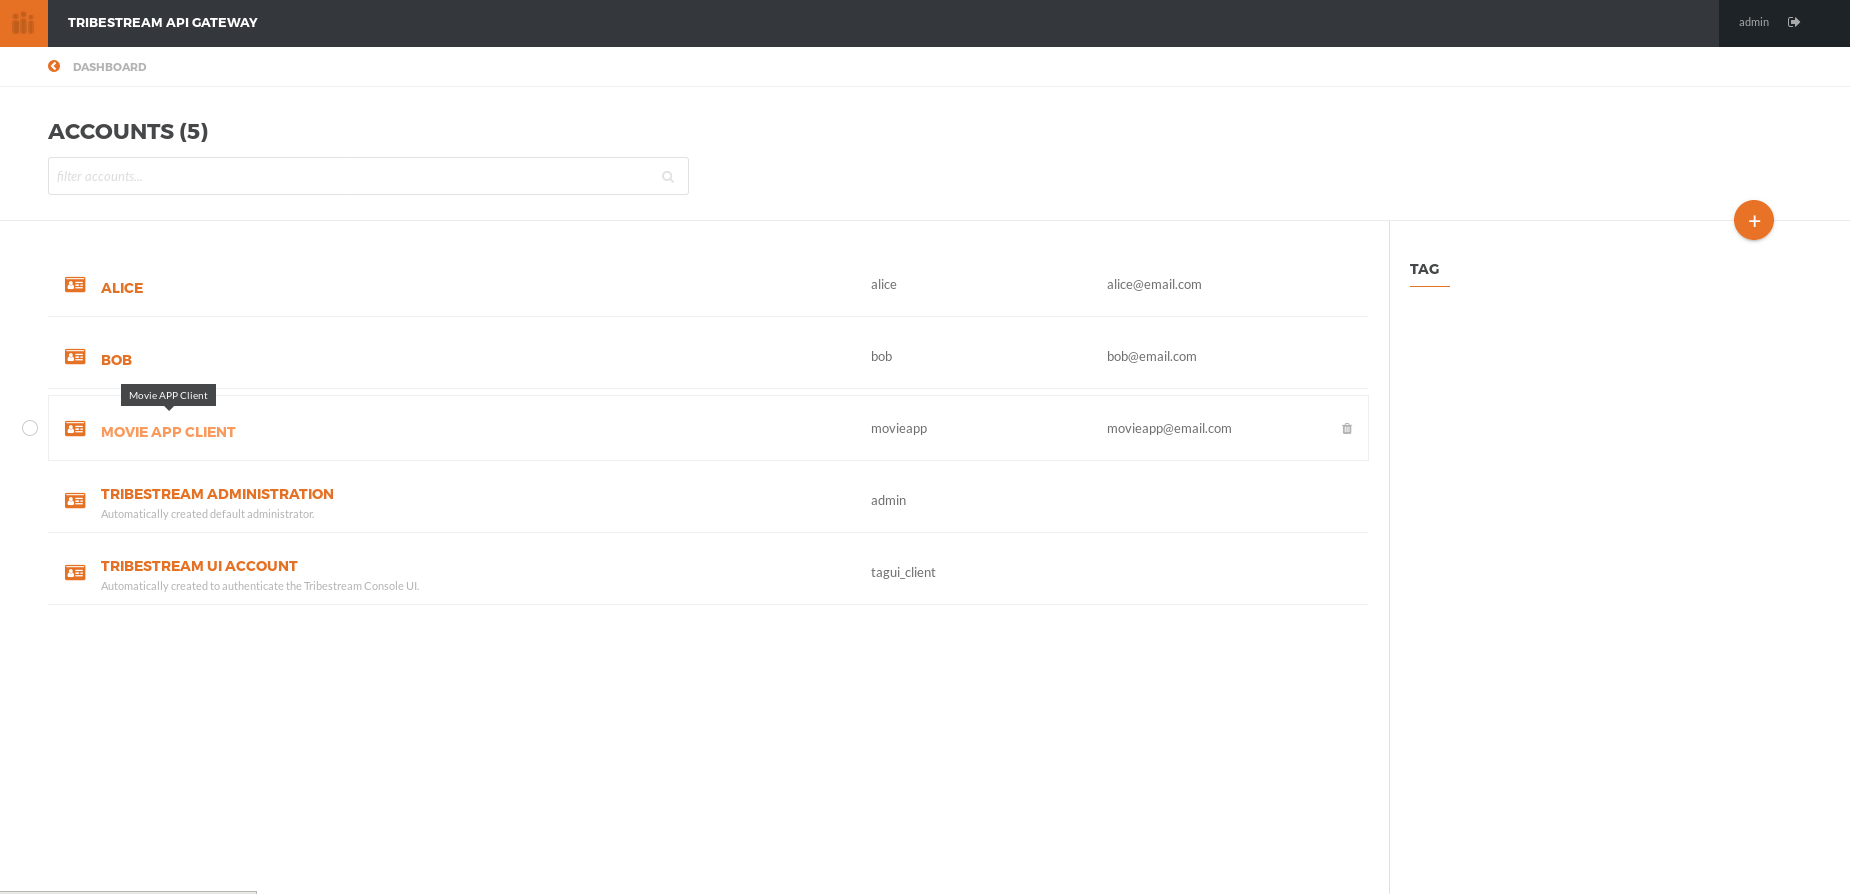 TRIBESTREAM API GATEWAY
admin
DASHBOARD
ACCOUNTS (5)
filter accounts...
+
TAG
ALICE alice alice@email.com
BOB bob bob@email.com
Movie APP Client
MOVIE APP CLIENT movieapp movieapp@email.com
TRIBESTREAM ADMINISTRATION admin
Automatically created default administrator.
TRIBESTREAM UI ACCOUNT tagui_client
Automatically created to authenticate the Tribestream Console UI.